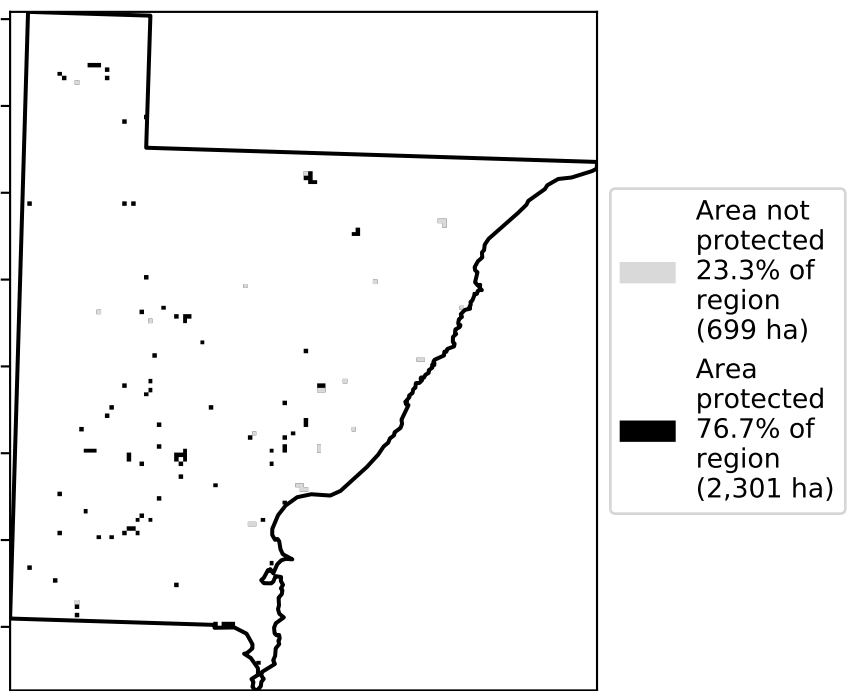 Area not
protected
23.3% of
region
(699 ha)
Area
protected
76.7% of
region
(2,301 ha)